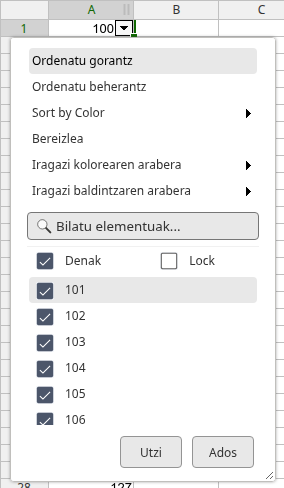 A B C
1 100
Ordenatu gorantz
Ordenatu beherantz
Sort by Color
Bereizlea
Iragazi kolorearen arabera
Iragazi baldintzaren arabera
Bilatu elementuak...
Denak Lock
101
102
103
104
105
106
Utzi Ados
28 127